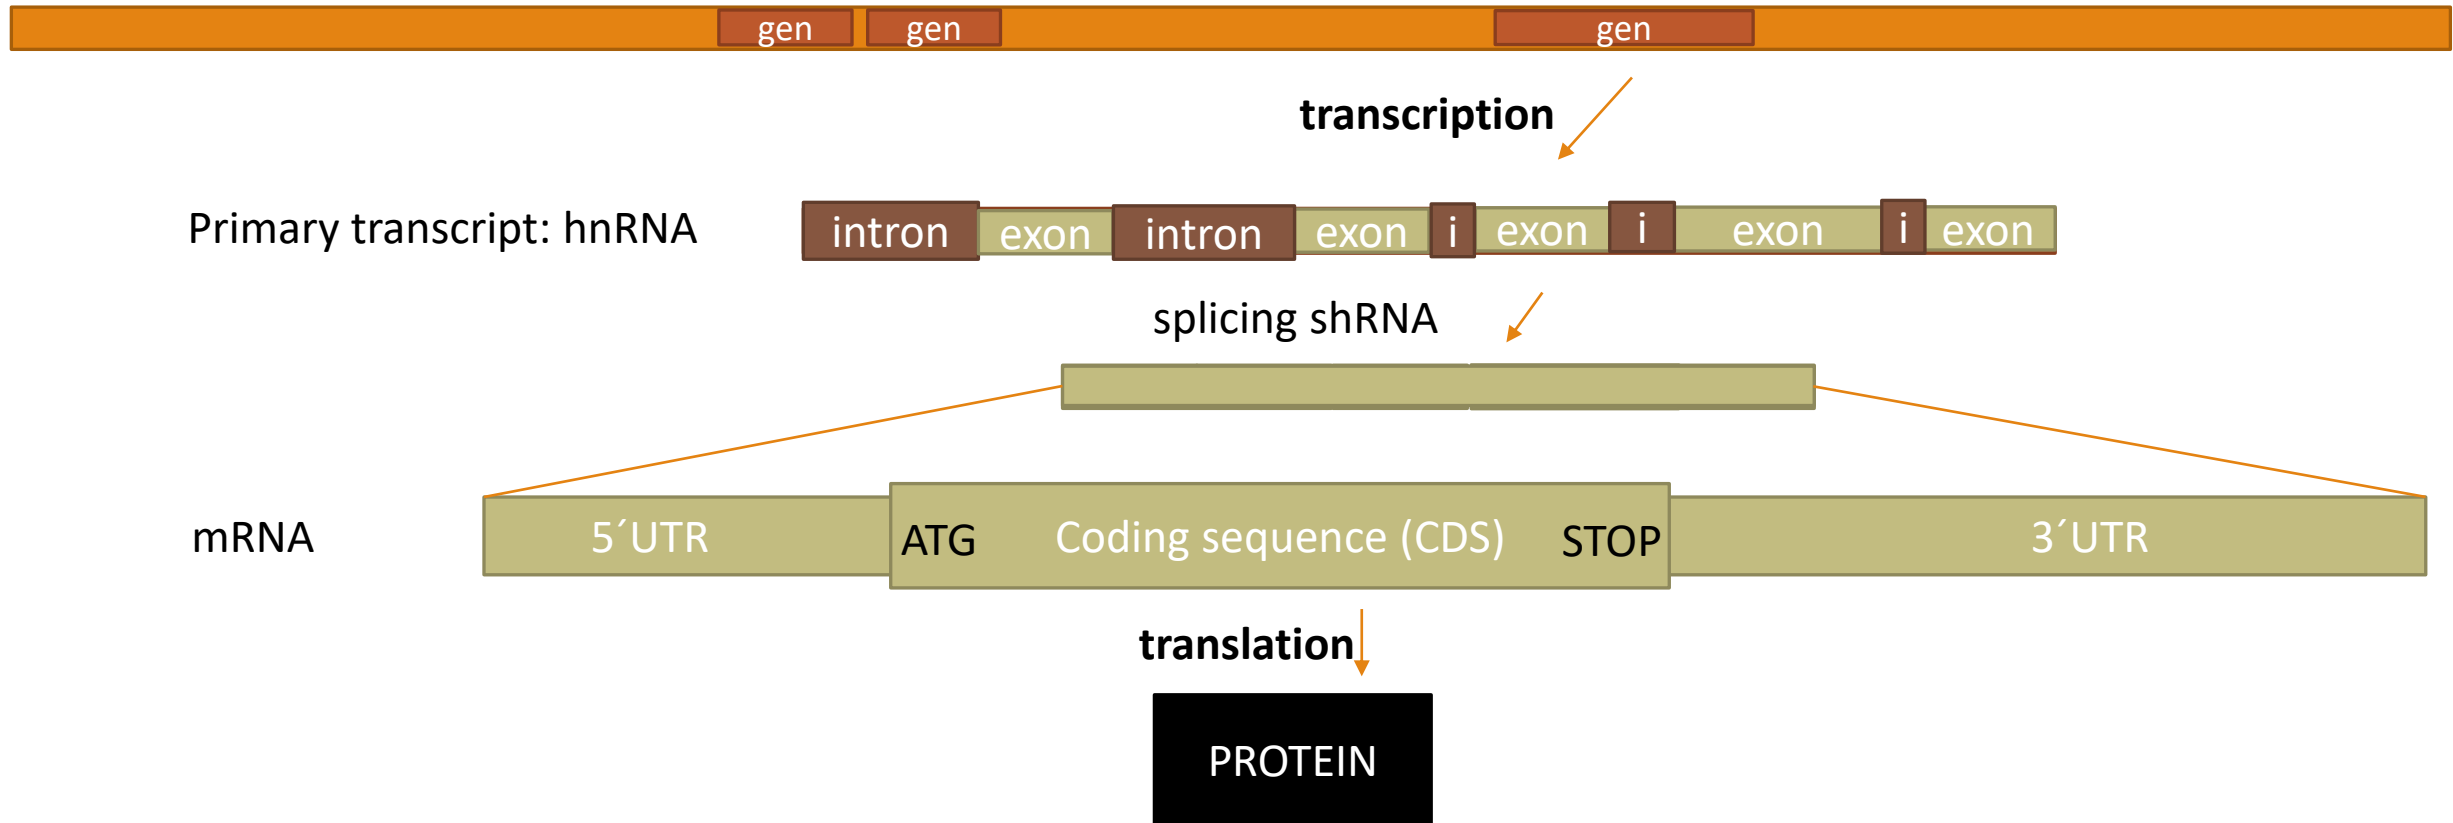 gen gen gen
transcription
Primary transcript: hnRNA
intron exon intron exon i exon i exon i exon
splicing shRNA
mRNA
5´UTR ATG Coding sequence (CDS) STOP 3´UTR
translation
PROTEIN